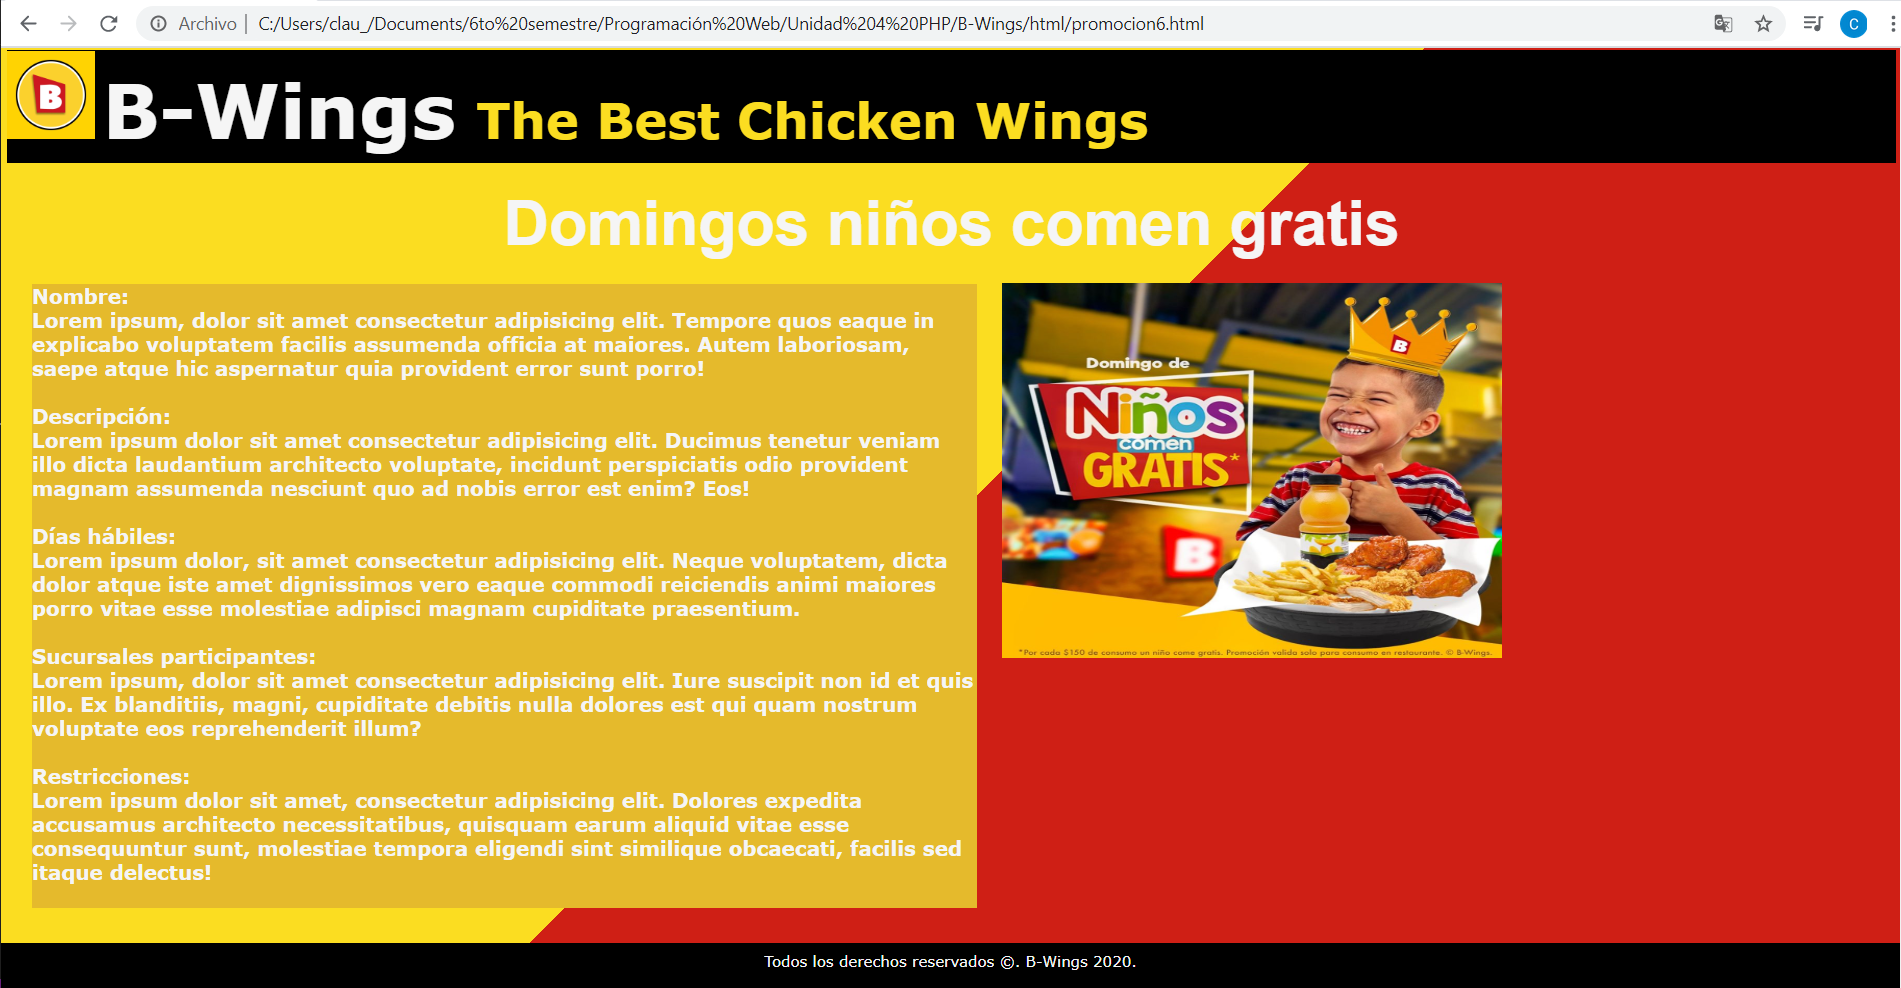 Archivo | C:/Users/clau_/Documents/6to%20semestre/Programación%20Web/Unidad%204%20PHP/B-Wings/html/promocion6.html
C
B
B-Wings The Best Chicken Wings
Domingos niños comen gratis
Nombre:
Lorem ipsum, dolor sit amet consectetur adipisicing elit. Tempore quos eaque in
explicabo voluptatem facilis assumenda officia at maiores. Autem laboriosam,
saepe atque hic aspernatur quia provident error sunt porro!
Descripción:
Lorem ipsum dolor sit amet consectetur adipisicing elit. Ducimus tenetur veniam
illo dicta laudantium architecto voluptate, incidunt perspiciatis odio provident
magnam assumenda nesciunt quo ad nobis error est enim? Eos!
Días hábiles:
Lorem ipsum dolor, sit amet consectetur adipisicing elit. Neque voluptatem, dicta
dolor atque iste amet dignissimos vero eaque commodi reiciendis animi maiores
porro vitae esse molestiae adipisci magnam cupiditate praesentium.
Sucursales participantes:
Lorem ipsum, dolor sit amet consectetur adipisicing elit. Iure suscipit non id et quis
illo. Ex blanditiis, magni, cupiditate debitis nulla dolores est qui quam nostrum
voluptate eos reprehenderit illum?
Restricciones:
Lorem ipsum dolor sit amet, consectetur adipisicing elit. Dolores expedita
accusamus architecto necessitatibus, quisquam earum aliquid vitae esse
consequuntur sunt, molestiae tempora eligendi sint similique obcaecati, facilis sed
itaque delectus!
B
Domingo de
Niños
comen
GRATIS*
B
*Por cada $150 de consumo un niño come gratis. Promoción valida solo para consumo en restaurante. © B-Wings.
Todos los derechos reservados ©. B-Wings 2020.